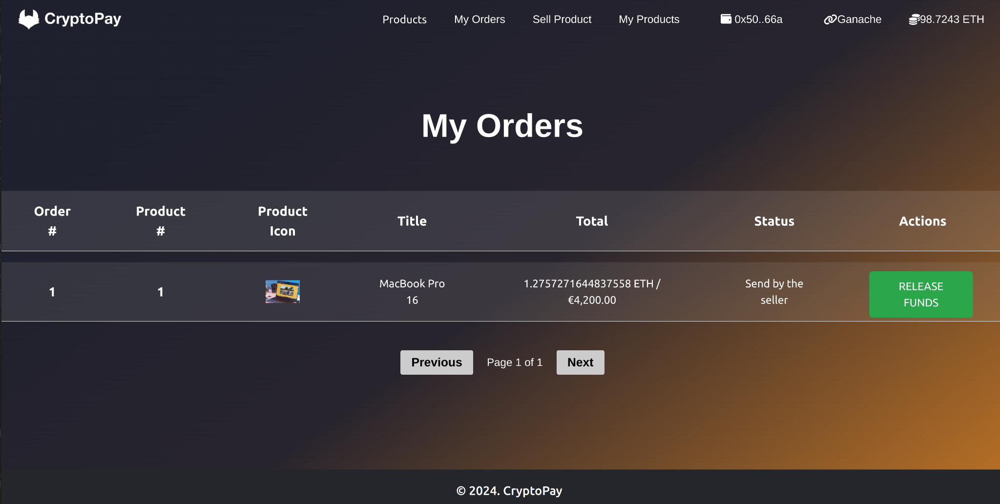 CryptoPay
Products
My Orders
Sell Product
My Products
0x50..66a
Ganache
98.7243 ETH
My Orders
Order
#
Product
#
Product
Icon
Title
Total
Status
Actions
1
1
MacBook Pro
16
1.2757271644837558 ETH /
€4,200.00
Send by the
seller
RELEASE
FUNDS
Previous
Page 1 of 1
Next
© 2024. CryptoPay